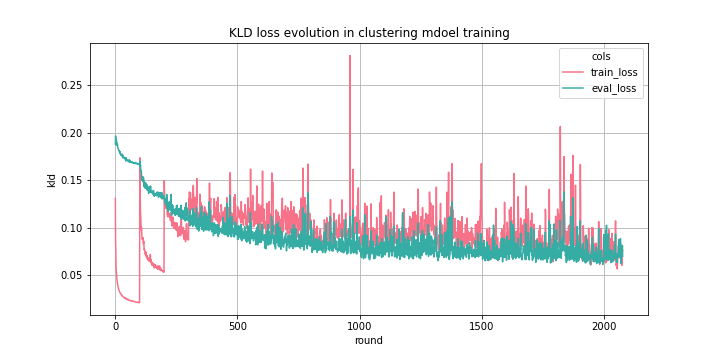 KLD loss evolution in clustering mdoel training
cols
train_loss
eval_loss
kld
0.25
0.20
0.15
0.10
0.05
0
500
1000
1500
2000
round